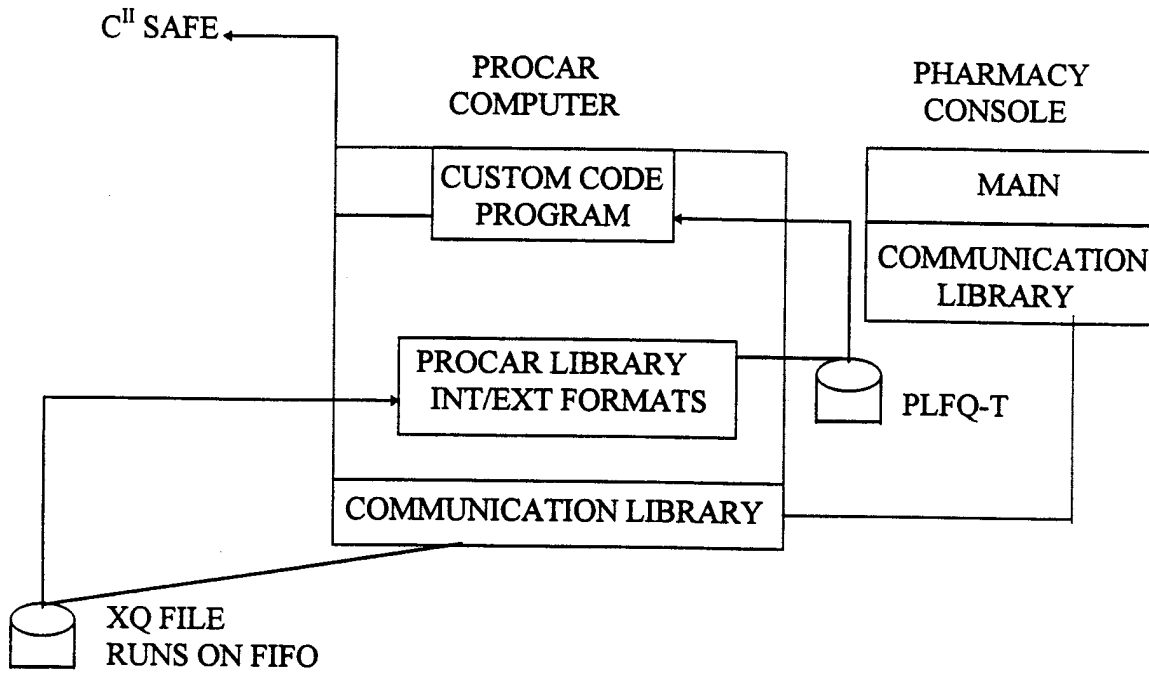 C^II SAFE
PROCAR
COMPUTER
PHARMACY
CONSOLE
CUSTOM CODE
PROGRAM
MAIN
COMMUNICATION
LIBRARY
PROCAR LIBRARY
INT/EXT FORMATS
PLFQ-T
COMMUNICATION LIBRARY
XQ FILE
RUNS ON FIFO